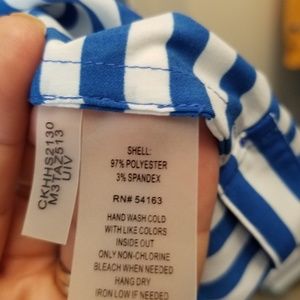 CKHHS2130
M3TAZ513
UIV
SHELL:
97% POLYESTER
3% SPANDEX
RN# 54163
HAND WASH COLD
WITH LIKE COLORS
INSIDE OUT
ONLY NON-CHLORINE
BLEACH WHEN NEEDED
HANG DRY
IRON LOW IF NEEDED